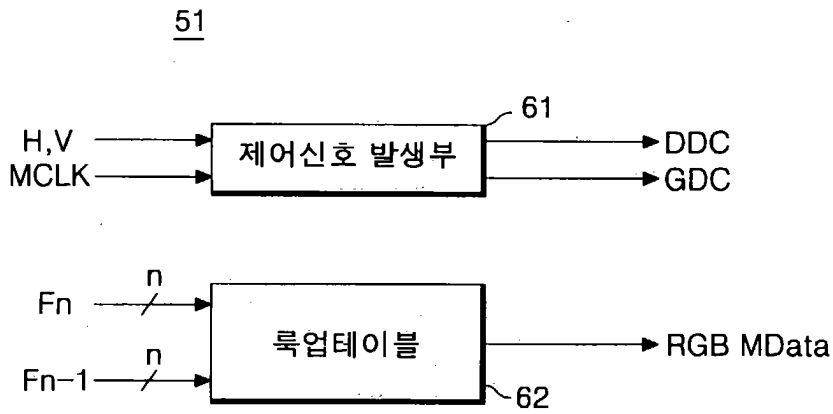 51
61
H,V
MCLK
제어신호 발생부
DDC
GDC
n
Fn
n
Fn-1
룩업테이블
RGB MData
62